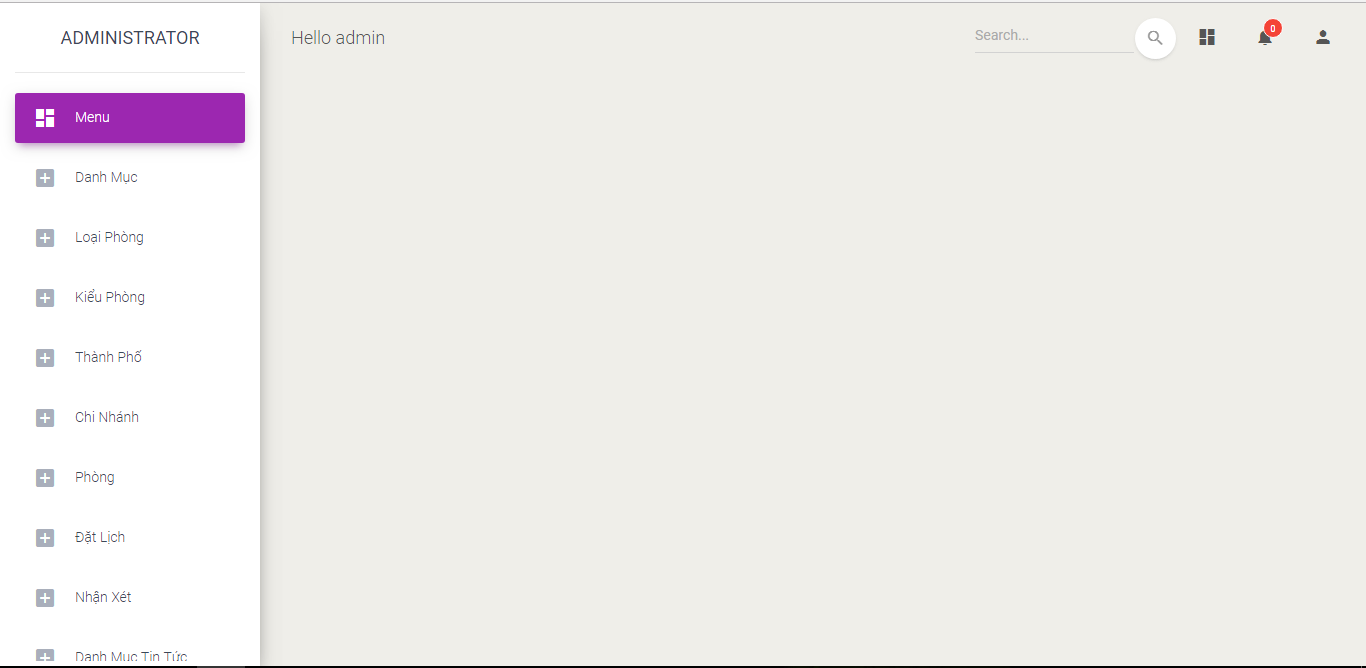 ADMINISTRATOR
Hello admin
Search...
0
Menu
Danh Mục
Loại Phòng
Kiểu Phòng
Thành Phố
Chi Nhánh
Phòng
Đặt Lịch
Nhận Xét
Danh Mục Tin Tức